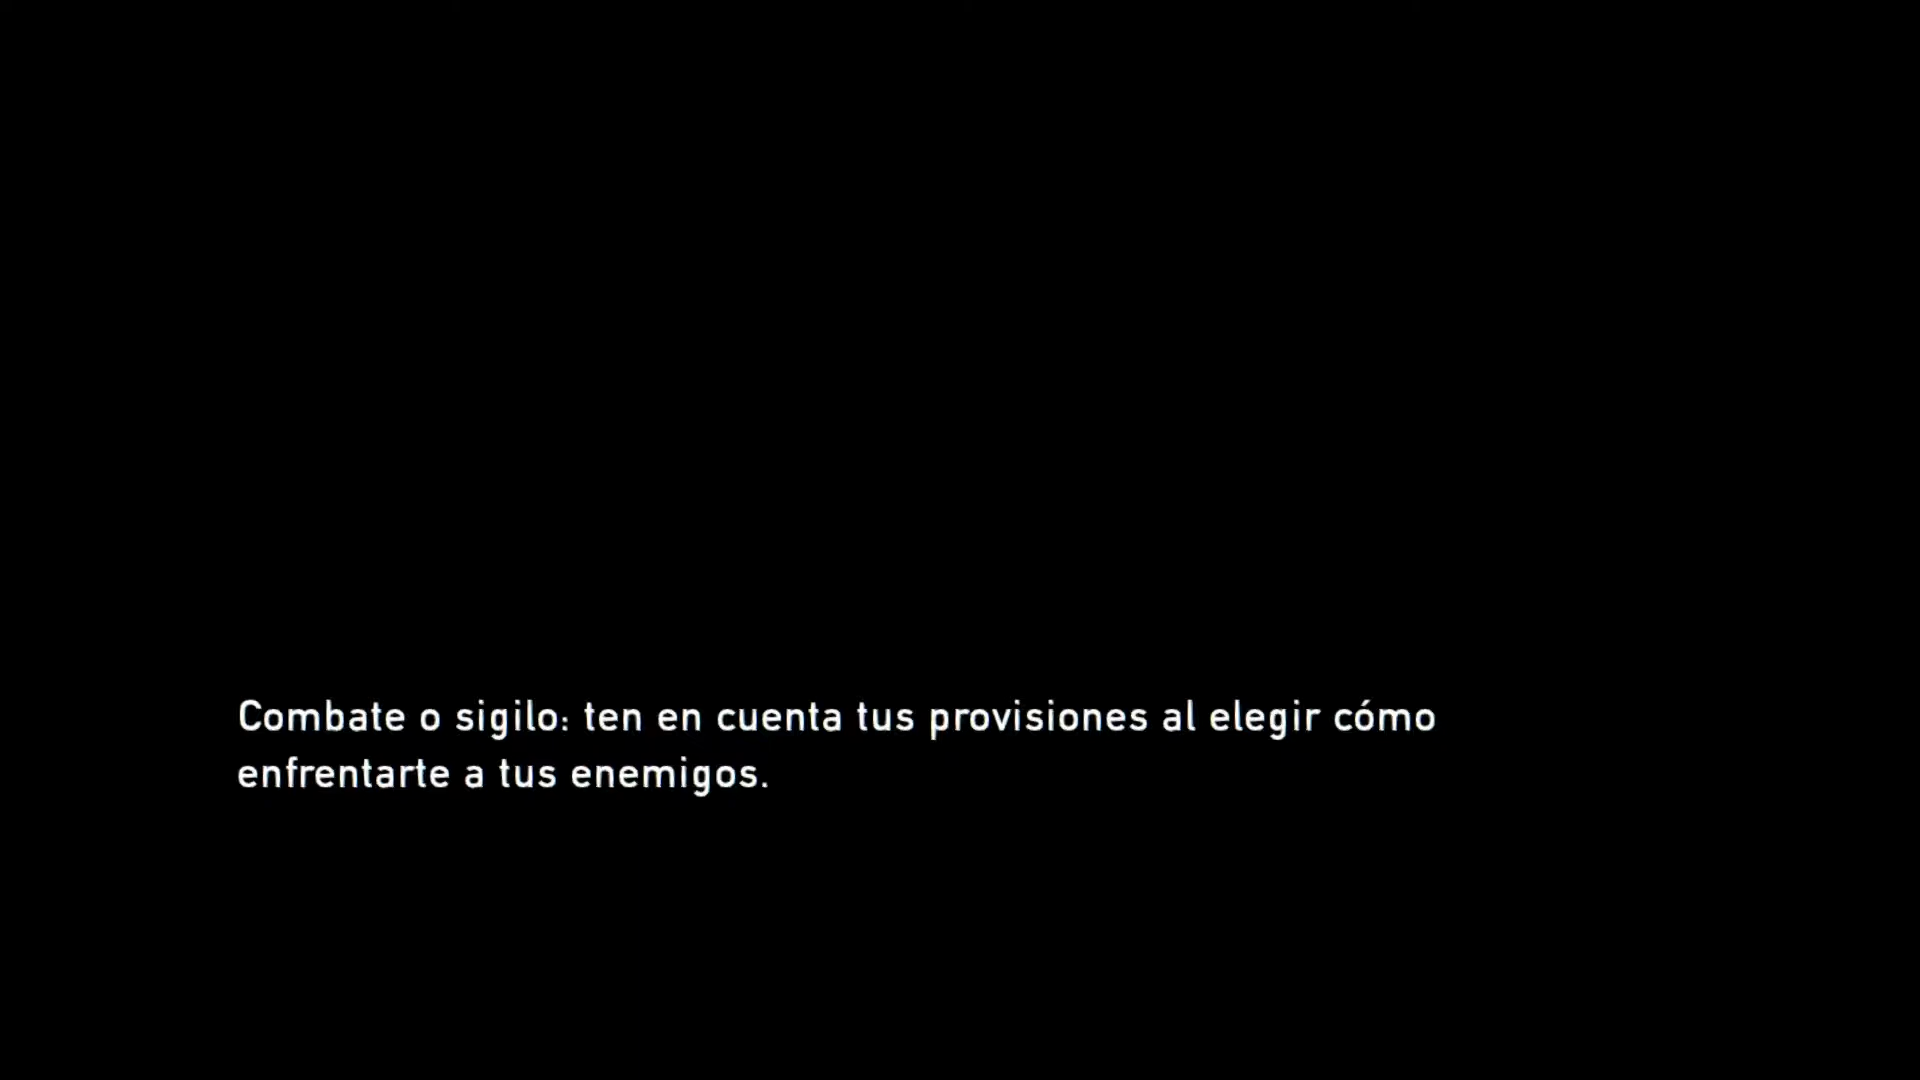 Combate o sigilo: ten en cuenta tus provisiones al elegir cómo
enfrentarte a tus enemigos.